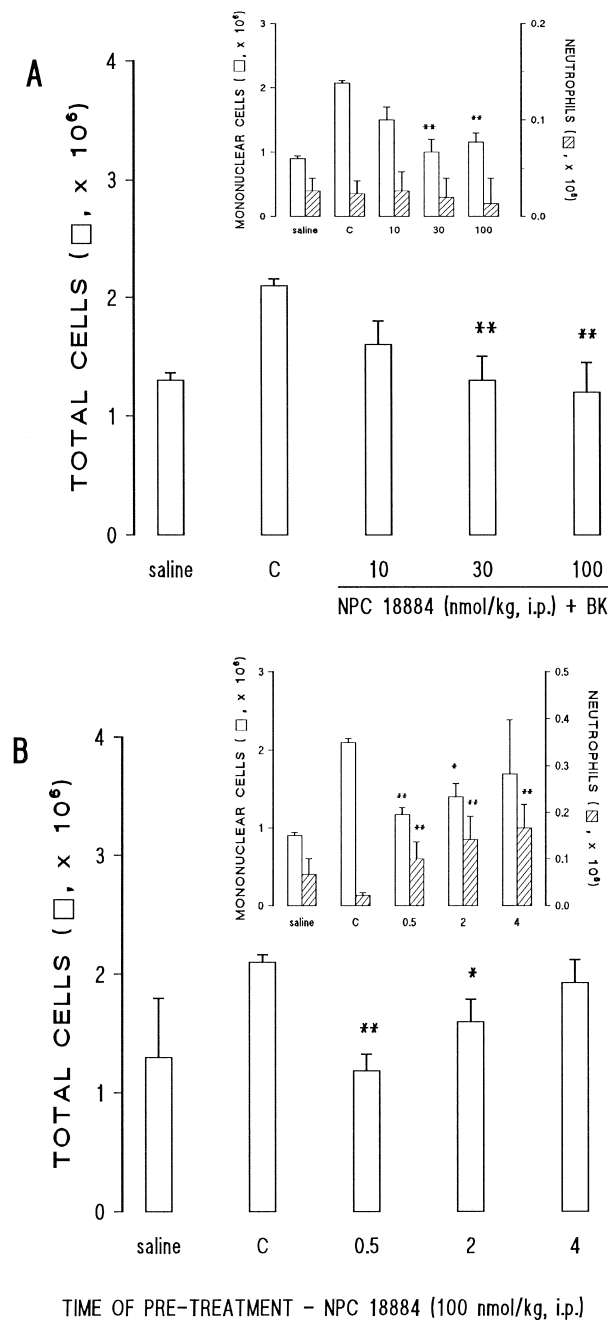 A
TOTAL CELLS ( □, x 10⁶)
4
3
2
1
0
saline C 10 30 100
** **
NPC 18884 (nmol/kg, i.p.) + BK
MONONUCLEAR CELLS ( □, x 10⁶)
3
2
1
0
NEUTROPHILS ( ▨, x 10⁶)
0.2
0.1
0.0
** **
saline C 10 30 100
B
TOTAL CELLS ( □, x 10⁶)
4
3
2
1
0
saline C 0.5 2 4
** *
TIME OF PRE-TREATMENT - NPC 18884 (100 nmol/kg, i.p.)
MONONUCLEAR CELLS ( □, x 10⁶)
3
2
1
0
NEUTROPHILS ( ▨, x 10⁶)
0.5
0.4
0.3
0.2
0.1
0.0
** ** * ** **
saline C 0.5 2 4